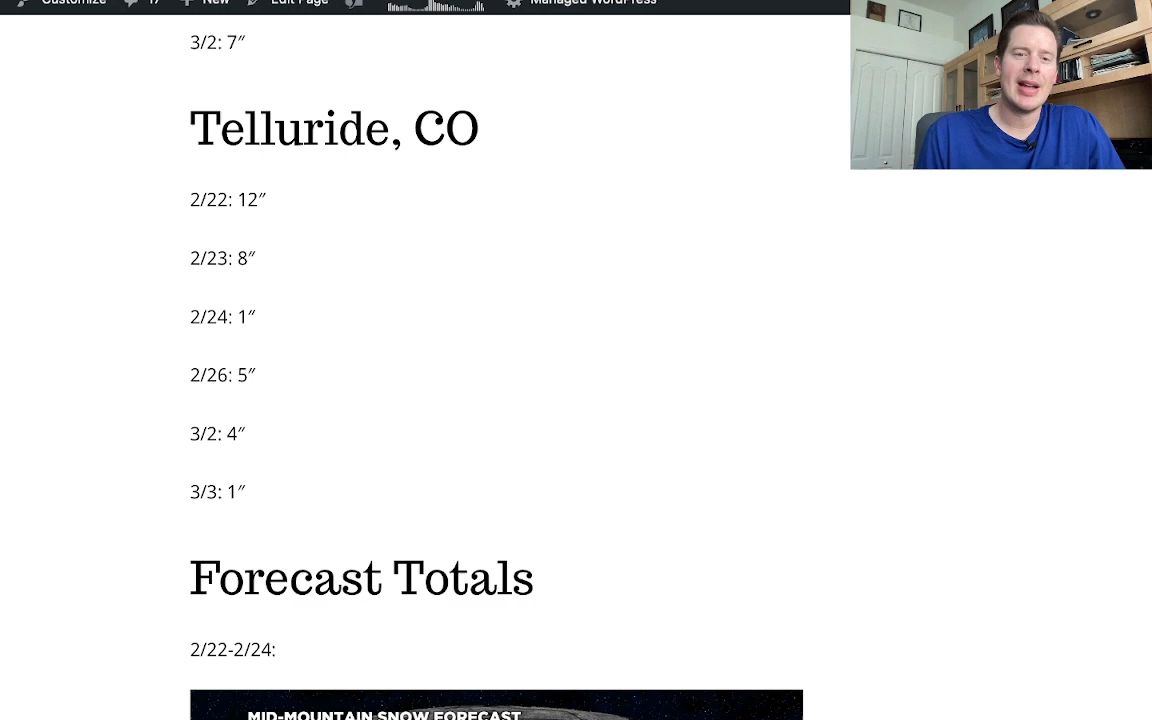 Customize 17 New Edit Page Managed WordPress
3/2: 7″
Telluride, CO
2/22: 12″
2/23: 8″
2/24: 1″
2/26: 5″
3/2: 4″
3/3: 1″
Forecast Totals
2/22-2/24:
MID-MOUNTAIN SNOW FORECAST